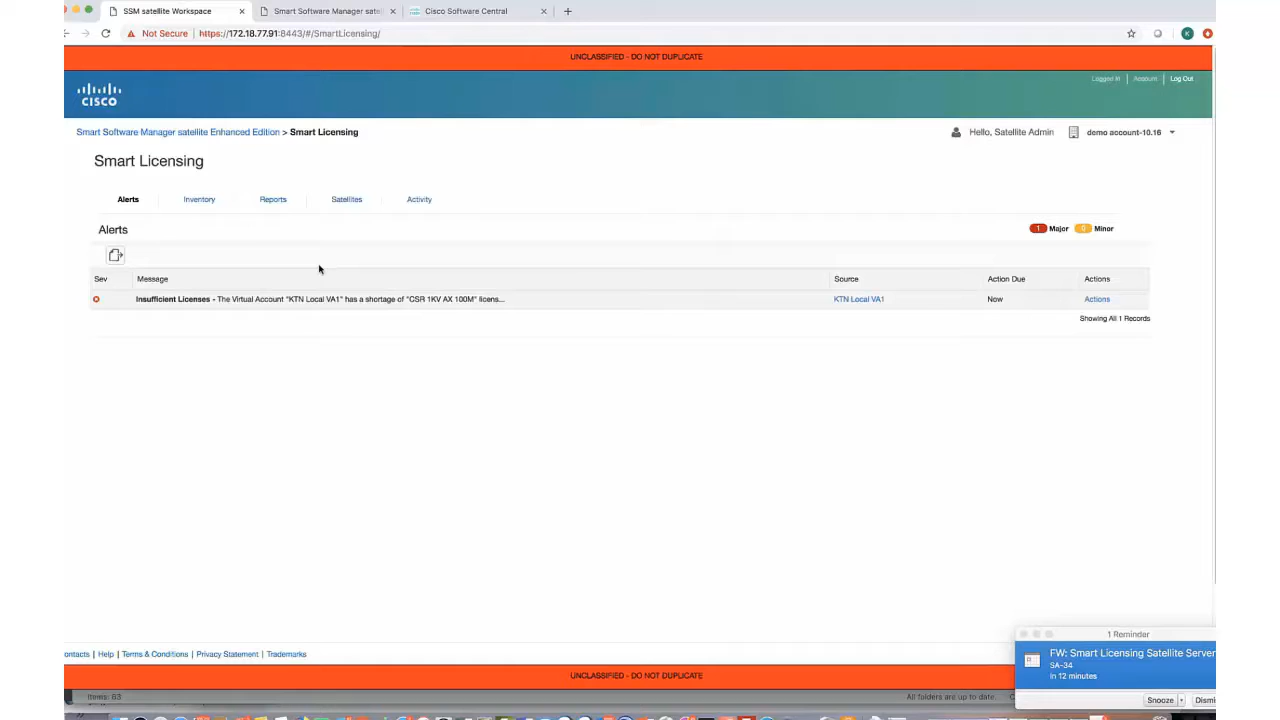 SSM satellite Workspace
Smart Software Manager sate
Cisco Software Central
Not Secure | https://172.18.77.91:8443/#/SmartLicensing/
UNCLASSIFIED - DO NOT DUPLICATE
Logged in | Account | Log Out
CISCO
Smart Software Manager satellite Enhanced Edition > Smart Licensing
Hello, Satellite Admin
demo account-10.16
Smart Licensing
Alerts
Inventory
Reports
Satellites
Activity
Alerts
1 Major
0 Minor
Sev Message Source Action Due Actions
Insufficient Licenses - The Virtual Account "KTN Local VA1" has a shortage of "CSR 1KV AX 100M" licens... KTN Local VA1 Now Actions
Showing All 1 Records
1 Reminder
FW: Smart Licensing Satellite Server
SA-34
in 12 minutes
Snooze
Dismi
ontacts | Help | Terms & Conditions | Privacy Statement | Trademarks
UNCLASSIFIED - DO NOT DUPLICATE
Items: 63
All folders are up to date.